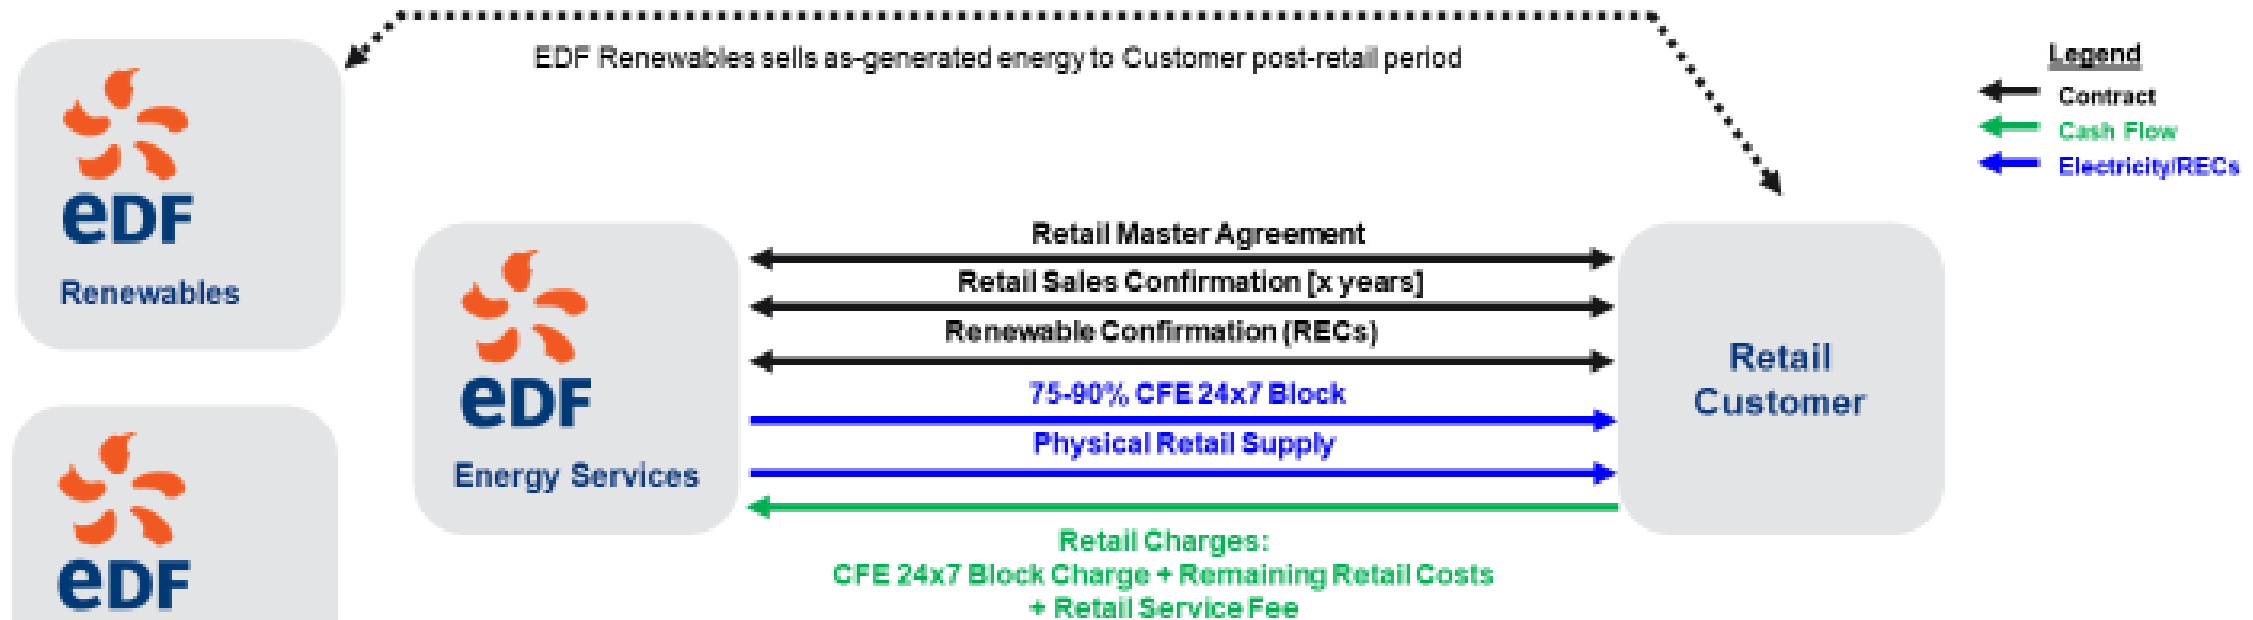 EDF Renewables sells as-generated energy to Customer post-retail period
Legend
Contract
Cash Flow
Electricity/RECs
eDF
Renewables
eDF
Energy Services
eDF
Retail Master Agreement
Retail Sales Confirmation [x years]
Renewable Confirmation (RECs)
75-90% CFE 24x7 Block
Physical Retail Supply
Retail Charges:
CFE 24x7 Block Charge + Remaining Retail Costs
+ Retail Service Fee
Retail
Customer